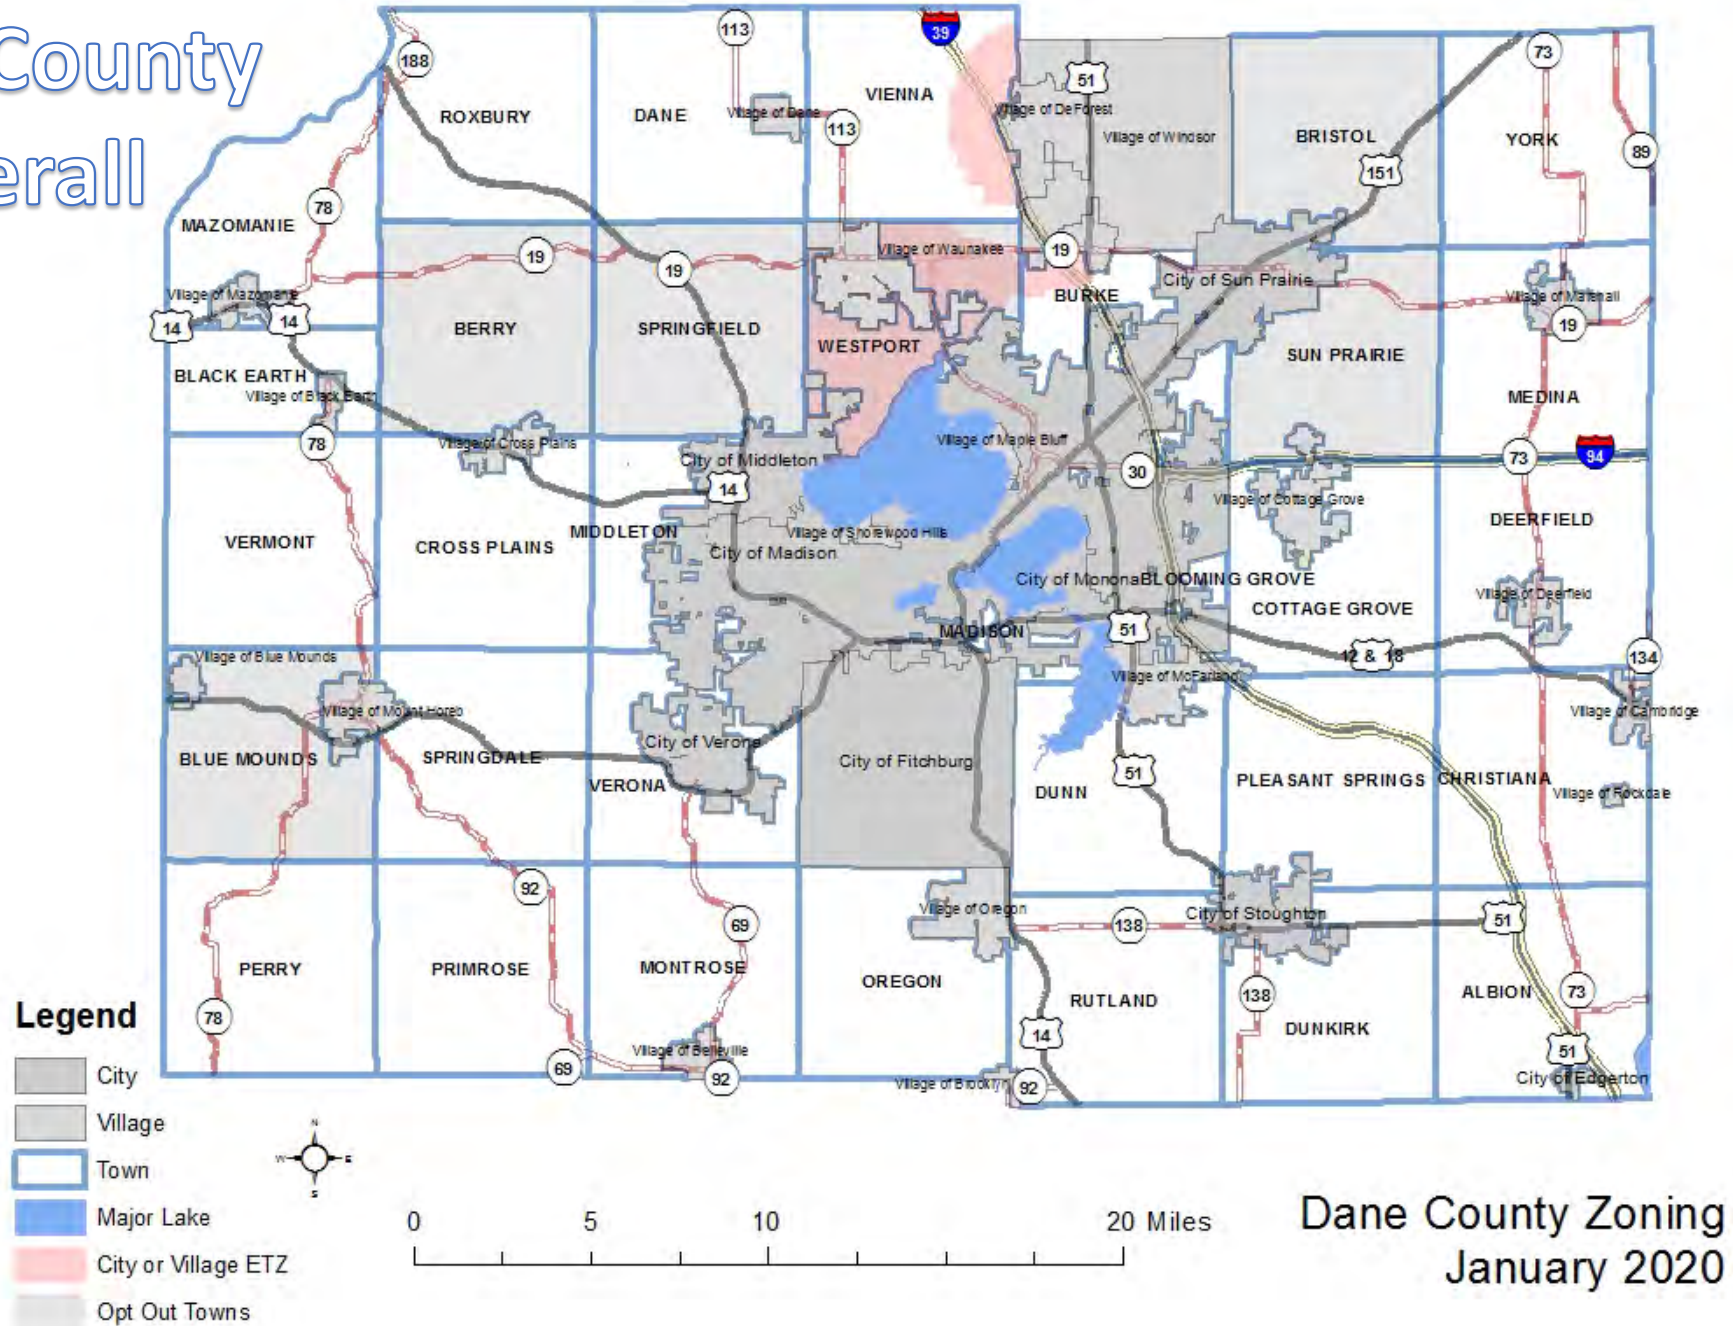 County
erall
188
113
39
51
73
ROXBURY
DANE
Village of Dane
113
VIENNA
Village of DeForest
Village of Windsor
BRISTOL
YORK
89
151
78
MAZOMANIE
19
19
Village of Waunakee
19
City of Sun Prairie
Village of Mazomanie
14
14
BERRY
SPRINGFIELD
WESTPORT
BURKE
SUN PRAIRIE
Village of Marshall
19
BLACK EARTH
Village of Black Earth
MEDINA
78
Village of Cross Plains
City of Middleton
14
Village of Maple Bluff
30
73
94
Village of Cottage Grove
VERMONT
CROSS PLAINS
MIDDLETON
Village of Shorewood Hills
City of Madison
DEERFIELD
City of Monona
BLOOMING GROVE
COTTAGE GROVE
Village of Deerfield
MADISON
51
12 & 18
134
Village of Blue Mounds
Village of McFarland
Village of Mount Horeb
Village of Cambridge
BLUE MOUNDS
SPRINGDALE
City of Verona
VERONA
City of Fitchburg
DUNN
51
PLEASANT SPRINGS
CHRISTIANA
Village of Rockdale
92
69
Village of Oregon
138
City of Stoughton
51
PERRY
PRIMROSE
MONTROSE
OREGON
RUTLAND
138
DUNKIRK
ALBION
73
78
14
51
Village of Belleville
69
92
Village of Brooklyn
92
City of Edgerton
Legend
City
Village
Town
Major Lake
City or Village ETZ
Opt Out Towns
N
W E
S
0 5 10 20 Miles
Dane County Zoning
January 2020